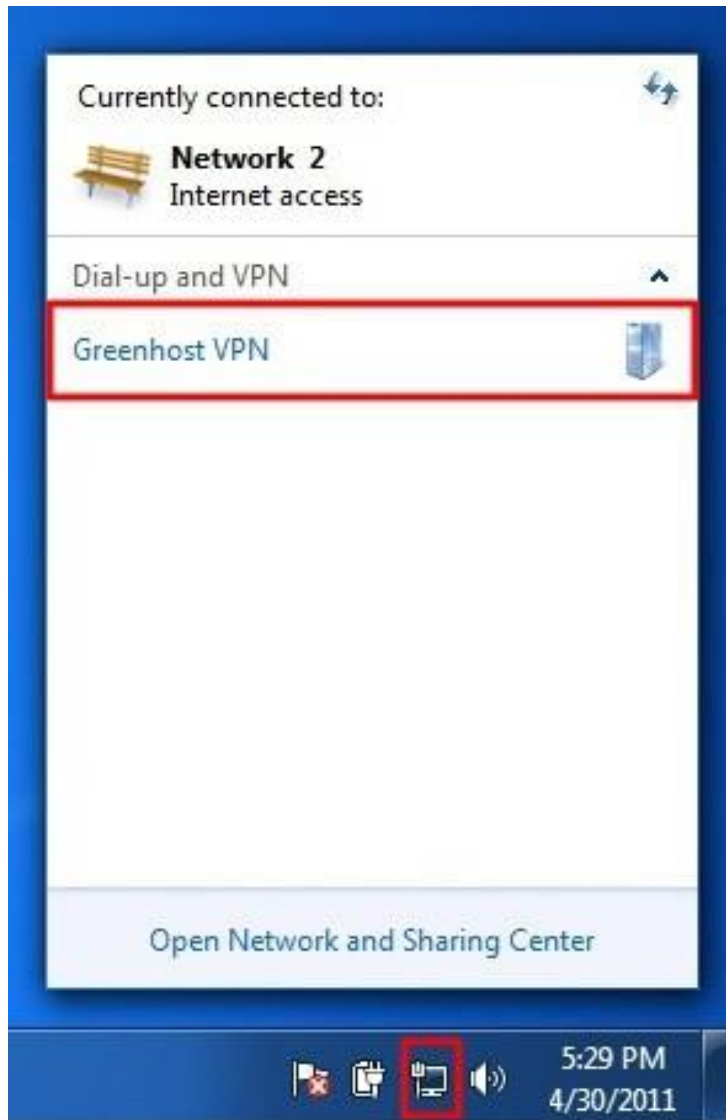 Currently connected to:
Network 2
Internet access
Dial-up and VPN
Greenhost VPN
Open Network and Sharing Center
5:29 PM
4/30/2011